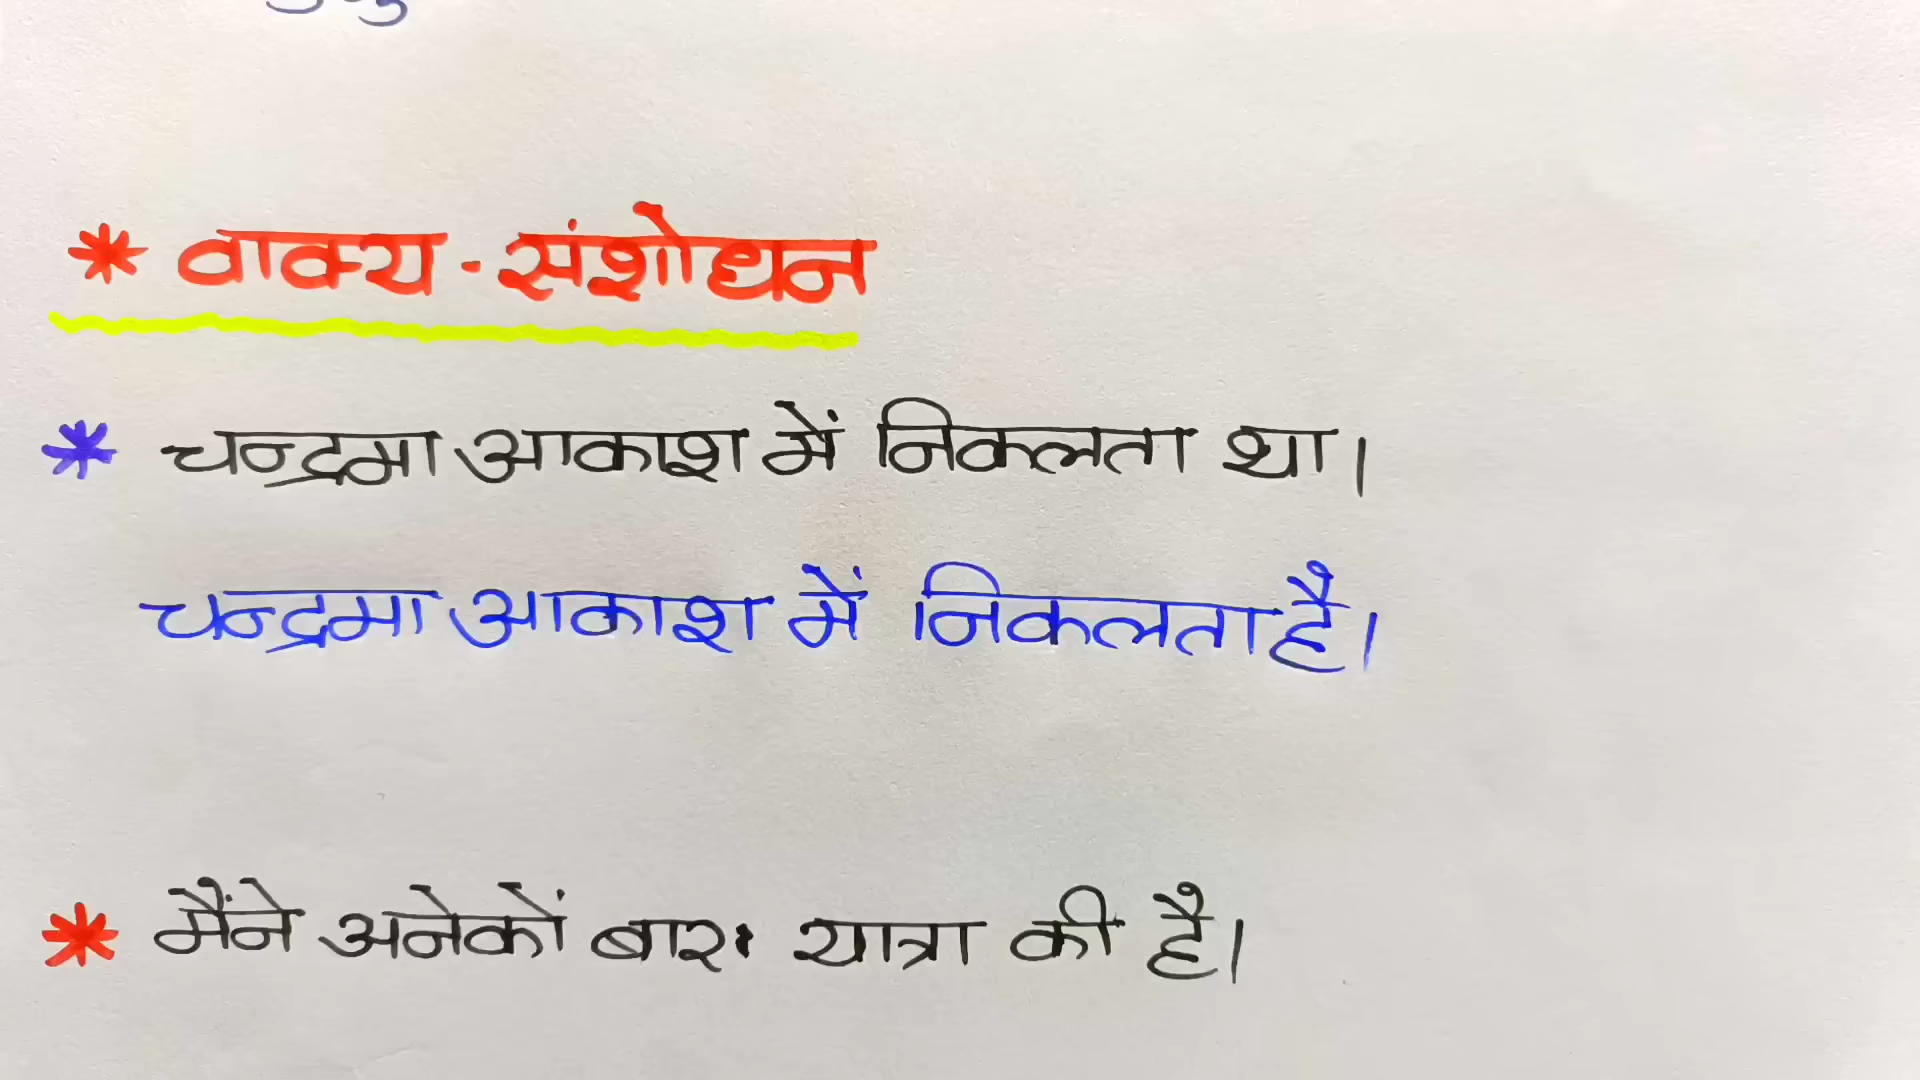 * वाक्य-संशोधन
* चन्द्रमा आकाश में निकलता था।
चन्द्रमा आकाश में निकलता है।
* मैंने अनेकों बार यात्रा की है।